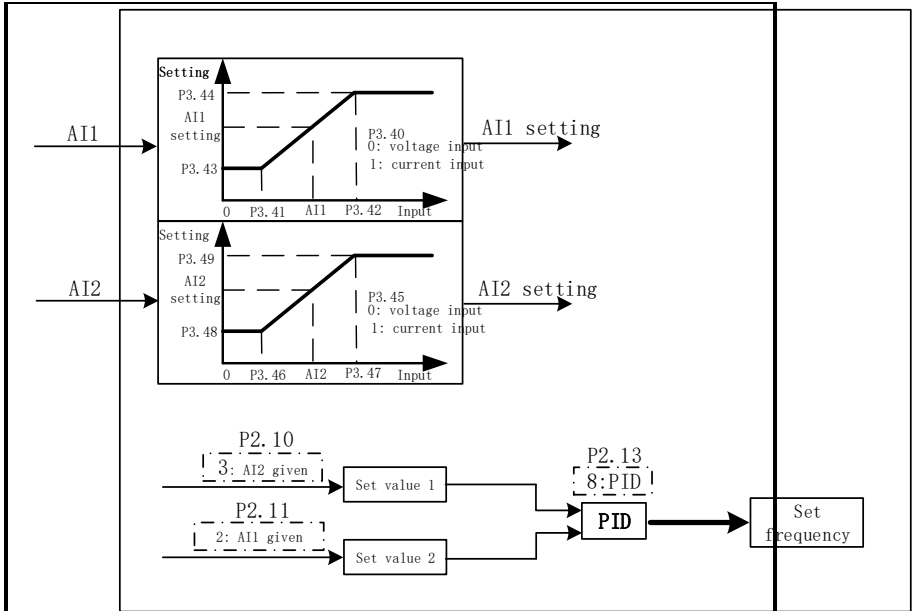 Setting
P3.44
AI1
setting
P3.43
0 P3.41 AI1 P3.42 Input
P3.40
0: voltage input
1: current input
AI1
AI1 setting
Setting
P3.49
AI2
setting
P3.48
0 P3.46 AI2 P3.47 Input
P3.45
0: voltage input
1: current input
AI2
AI2 setting
P2.10
3: AI2 given
Set value 1
P2.11
2: AI1 given
Set value 2
P2.13
8:PID
PID
Set
frequency